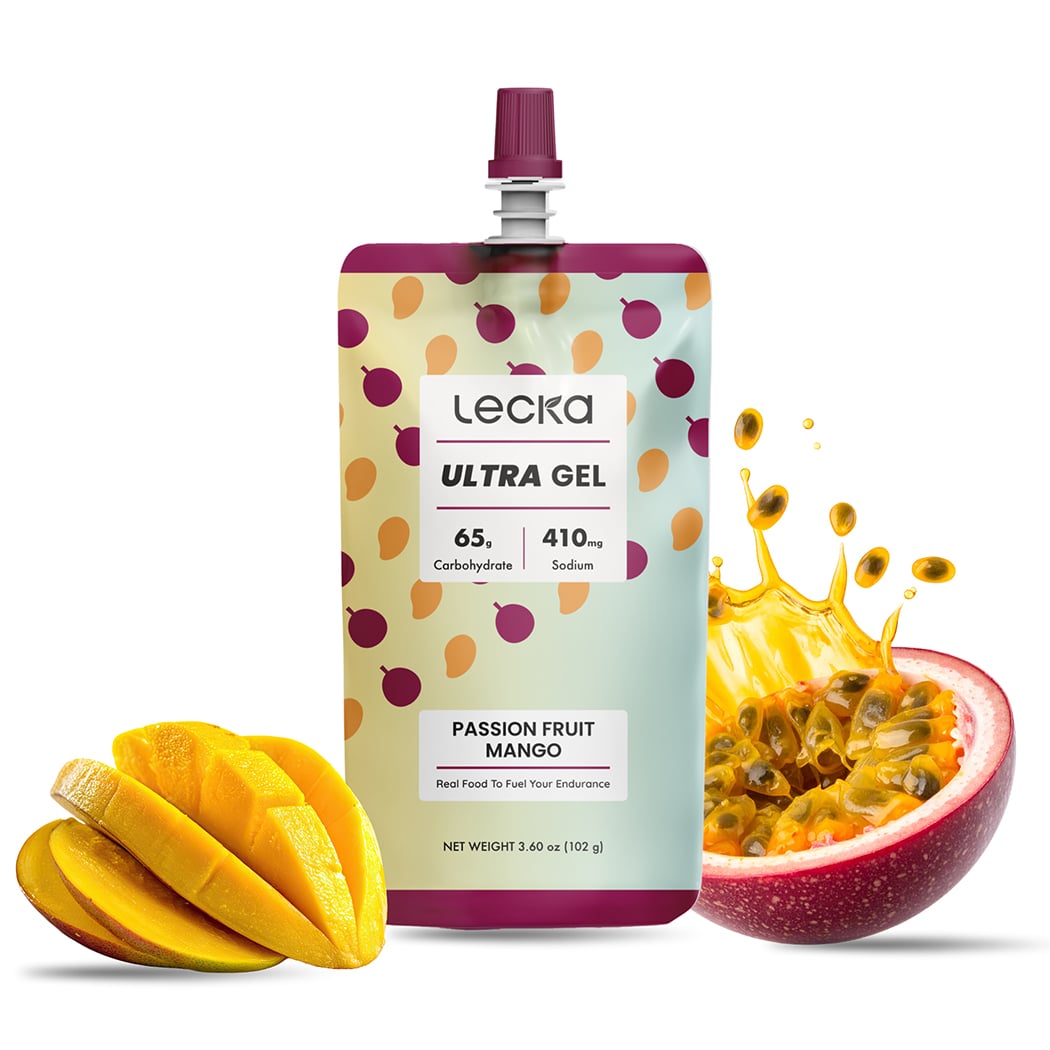 Lecka
ULTRA GEL
65g 410mg
Carbohydrate Sodium
PASSION FRUIT
MANGO
Real Food To Fuel Your Endurance
NET WEIGHT 3.60 oz (102 g)